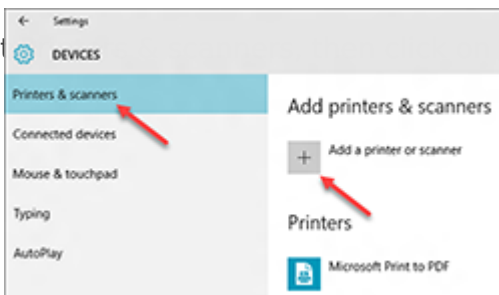 Settings
DEVICES
Printers & scanners
Connected devices
Mouse & touchpad
Typing
AutoPlay
Add printers & scanners
Add a printer or scanner
Printers
Microsoft Print to PDF